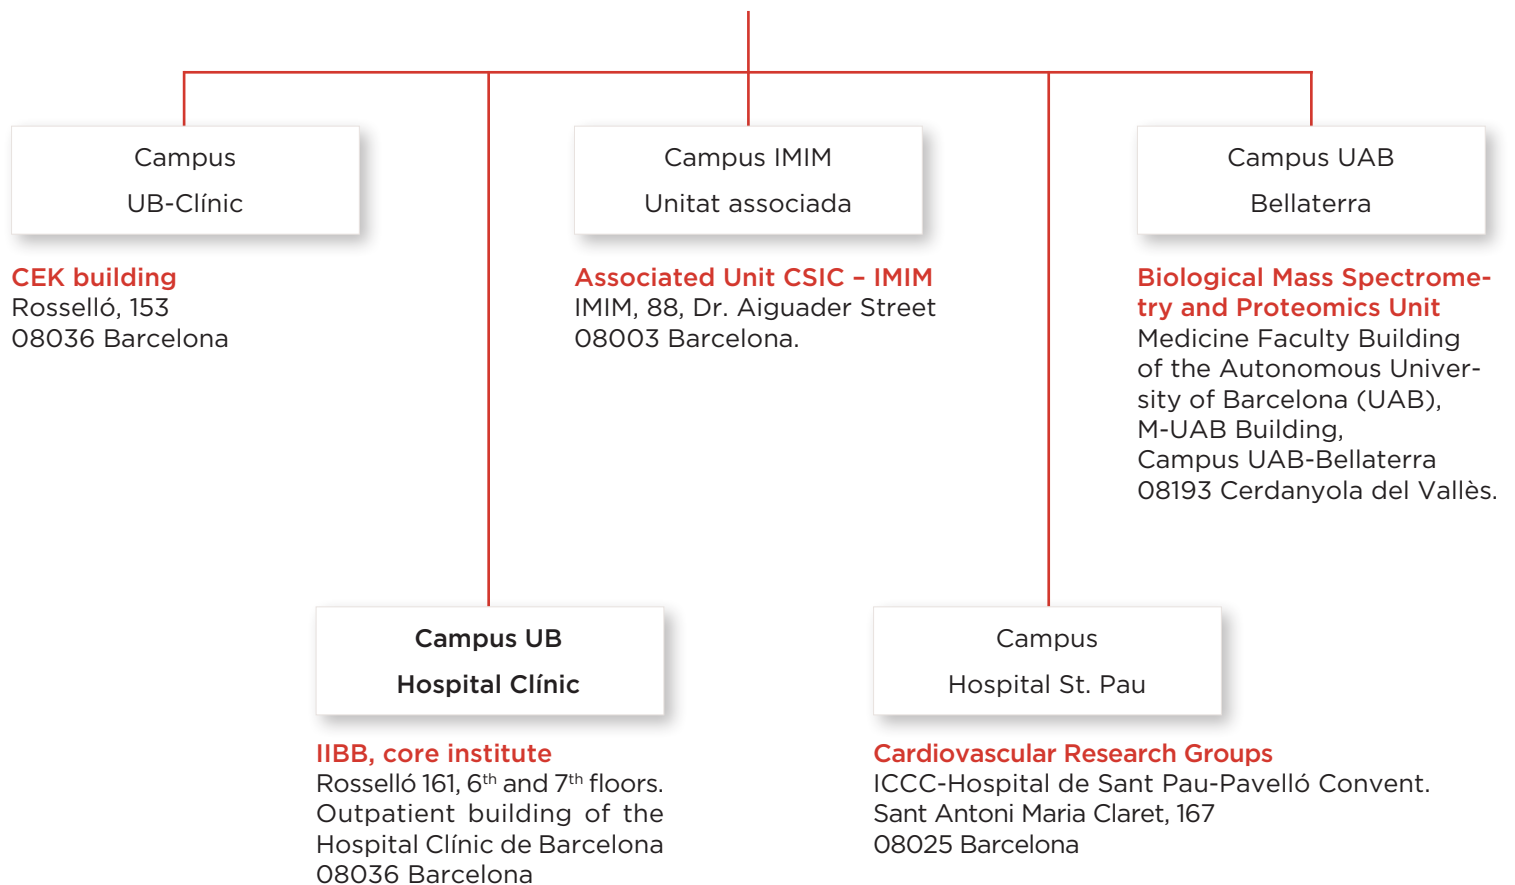 Campus
UB-Clínic
CEK building
Rosselló, 153
08036 Barcelona
Campus IMIM
Unitat associada
Associated Unit CSIC – IMIM
IMIM, 88, Dr. Aiguader Street
08003 Barcelona.
Campus UAB
Bellaterra
Biological Mass Spectrome-
try and Proteomics Unit
Medicine Faculty Building
of the Autonomous Univer-
sity of Barcelona (UAB),
M-UAB Building,
Campus UAB-Bellaterra
08193 Cerdanyola del Vallès.
Campus UB
Hospital Clínic
IIBB, core institute
Rosselló 161, 6th and 7th floors.
Outpatient building of the
Hospital Clínic de Barcelona
08036 Barcelona
Campus
Hospital St. Pau
Cardiovascular Research Groups
ICCC-Hospital de Sant Pau-Pavelló Convent.
Sant Antoni Maria Claret, 167
08025 Barcelona